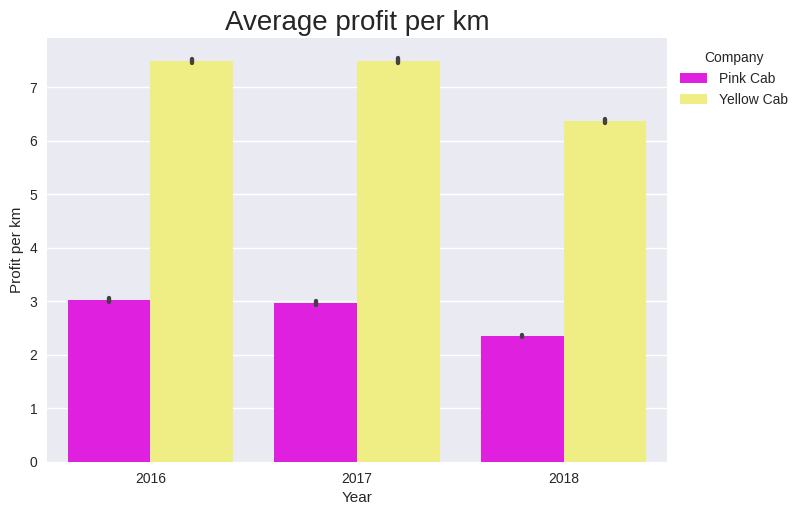 Average profit per km
Company
Pink Cab
Yellow Cab
Profit per km
7
6
5
4
3
2
1
0
2016
2017
2018
Year